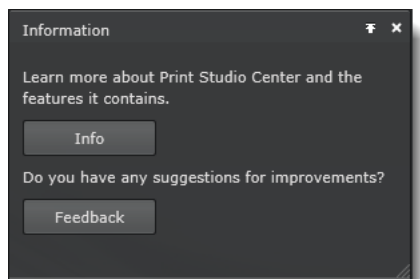 Information
Learn more about Print Studio Center and the
features it contains.
Info
Do you have any suggestions for improvements?
Feedback